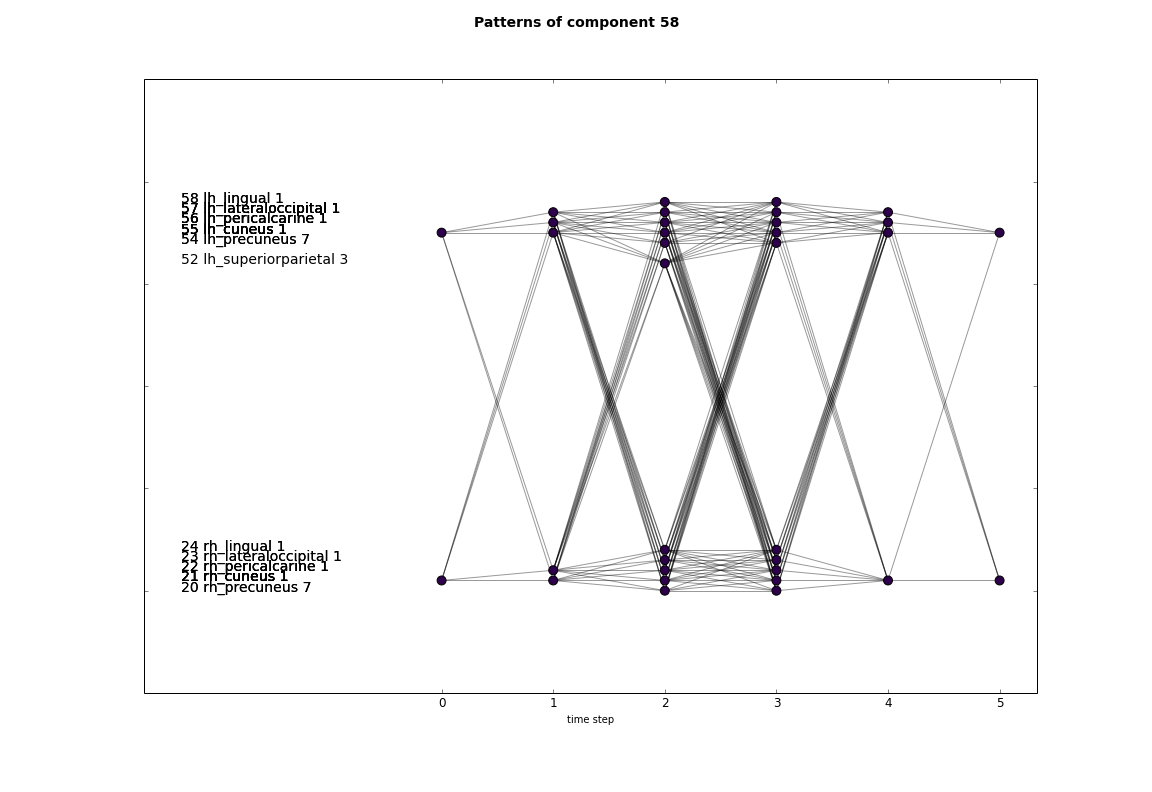 Patterns of component 58
58 lh_lingual 1
57 lh_lateraloccipital 1
56 lh_pericalcarine 1
55 lh_cuneus 1
54 lh_precuneus 7
52 lh_superiorparietal 3
24 rh_lingual 1
23 rh_lateraloccipital 1
22 rh_pericalcarine 1
21 rh_cuneus 1
20 rh_precuneus 7
0 1 2 3 4 5
time step